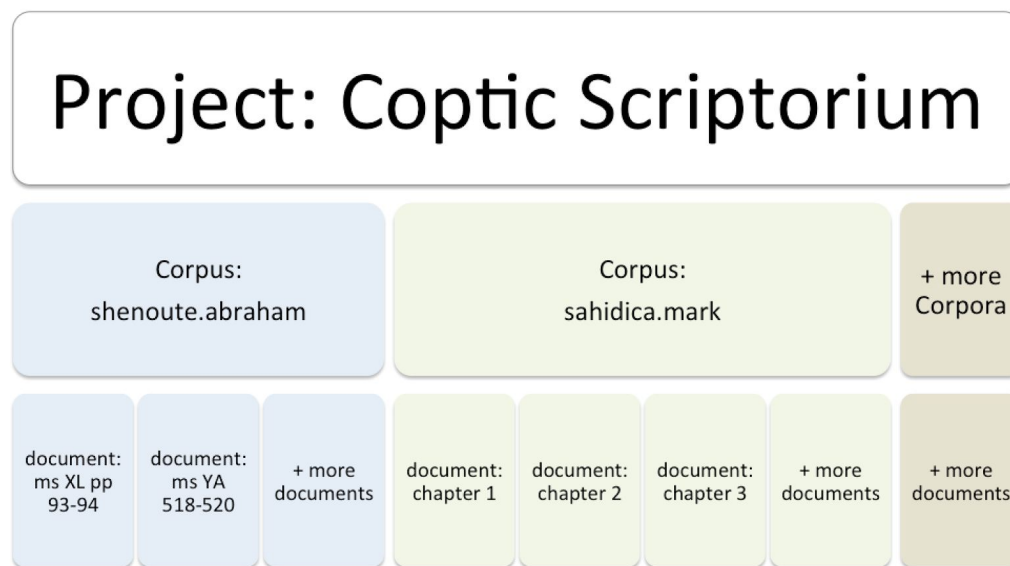 Project: Coptic Scriptorium
Corpus:
shenoute.abraham
Corpus:
sahidica.mark
+ more
Corpora
document:
ms XL pp
93-94
document:
ms YA
518-520
+ more
documents
document:
chapter 1
document:
chapter 2
document:
chapter 3
+ more
documents
+ more
documents